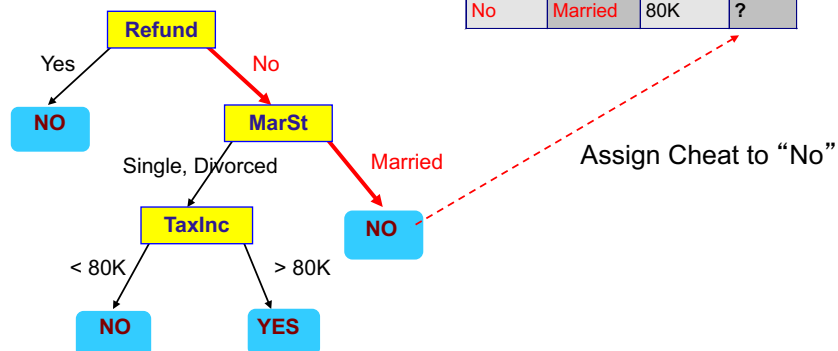 No Married 80K ?
Refund
Yes No
NO MarSt
Single, Divorced Married
Assign Cheat to “No”
TaxInc NO
< 80K > 80K
NO YES